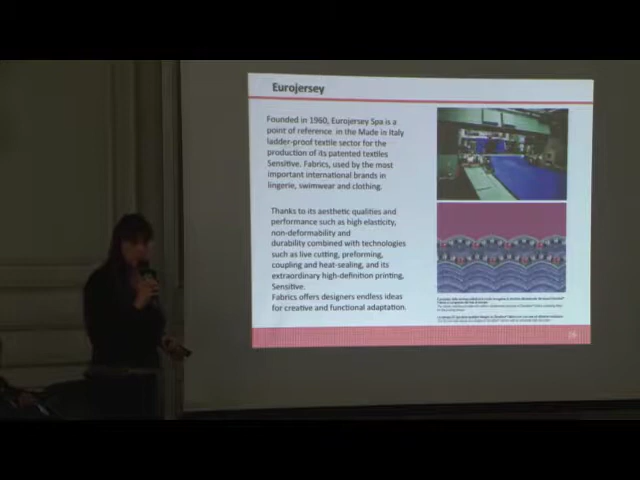 Eurojersey
Founded in 1960, Eurojersey Spa is a
point of reference in the Made in Italy
ladder-proof textile sector for the
production of its patented textiles
Sensitive. Fabrics, used by the most
important international brands in
lingerie, swimwear and clothing.
Thanks to its aesthetic qualities and
performance such as high elasticity,
non-deformability and
durability combined with technologies
such as live cutting, preforming,
coupling and heat-sealing, and its
extraordinary high-definition printing,
Sensitive.
Fabrics offers designers endless ideas
for creative and functional adaptation.